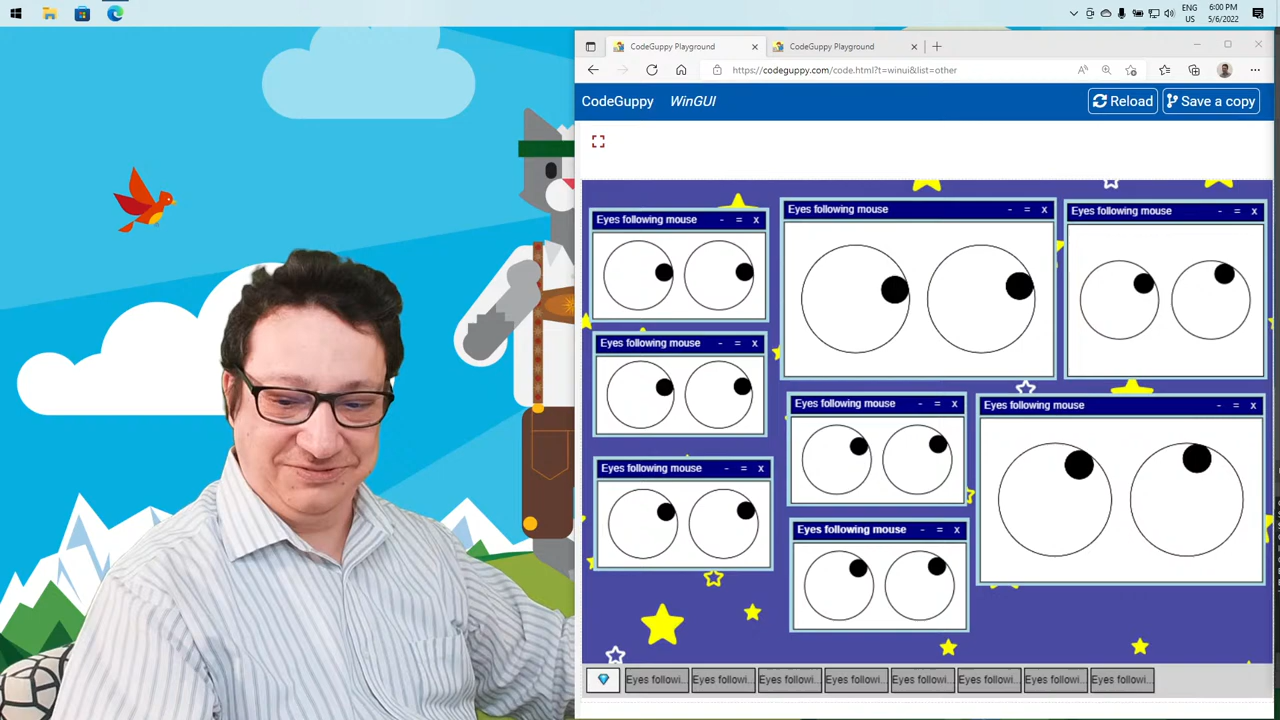 ENG
US
6:00 PM
5/6/2022
CodeGuppy Playground
CodeGuppy Playground
https://codeguppy.com/code.html?t=winui&list=other
CodeGuppy WinGUI
Reload
Save a copy
Eyes following mouse - = x
Eyes following mouse - = x
Eyes following mouse - = x
Eyes following mouse - = x
Eyes following mouse - = x
Eyes following mouse - = x
Eyes following mouse - = x
Eyes following mouse - = x
Eyes followi... Eyes followi... Eyes followi... Eyes followi... Eyes followi... Eyes followi... Eyes followi... Eyes followi...